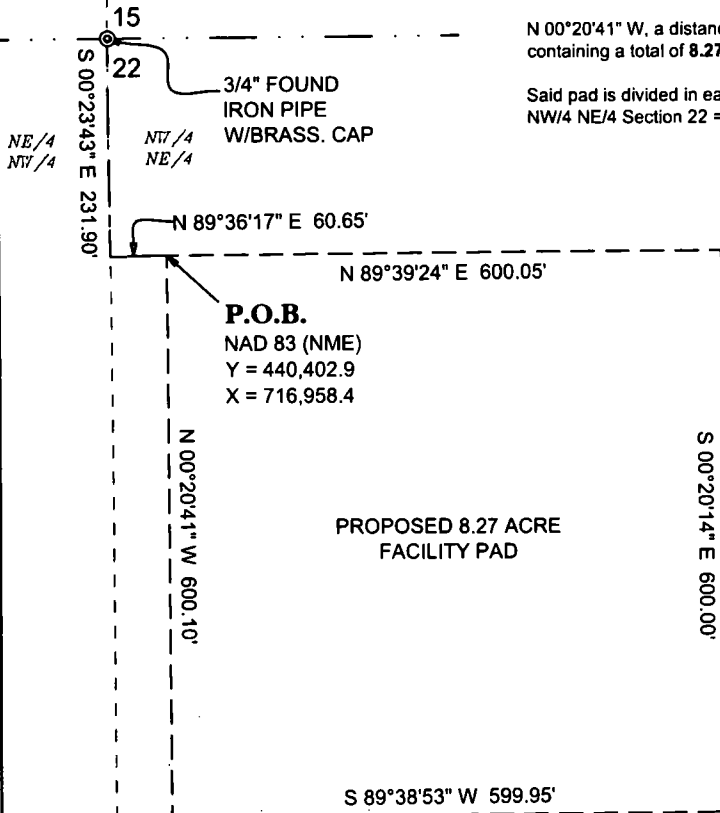 15
22
N 00°20'41" W, a distanc
containing a total of 8.27
Said pad is divided in ea
NW/4 NE/4 Section 22 =
3/4" FOUND
IRON PIPE
W/BRASS. CAP
NE/4
NW/4
NW/4
NE/4
S 00°23'43" E 231.90'
N 89°36'17" E 60.65'
N 89°39'24" E 600.05'
P.O.B.
NAD 83 (NME)
Y = 440,402.9
X = 716,958.4
N 00°20'41" W 600.10'
S 00°20'14" E 600.00'
PROPOSED 8.27 ACRE
FACILITY PAD
S 89°38'53" W 599.95'